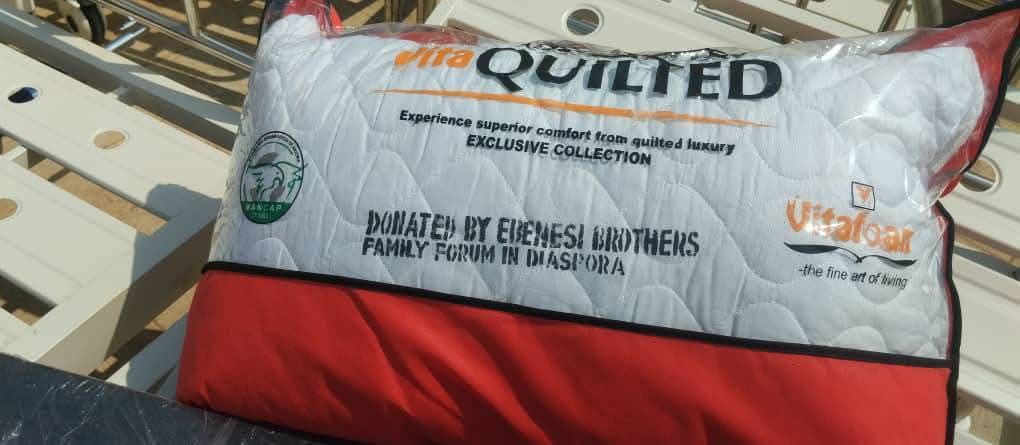 Vita QUILTED
Experience superior comfort from quilted luxury
EXCLUSIVE COLLECTION
MANCAP
DONATED BY EBENESI BROTHERS
FAMILY FORUM IN DIASPORA
Vitafoam
-the fine art of living